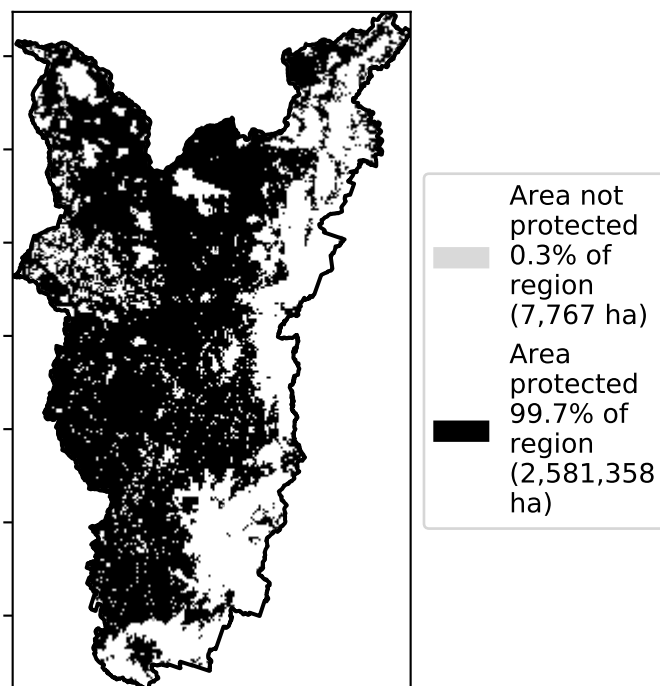 Area not
protected
0.3% of
region
(7,767 ha)
Area
protected
99.7% of
region
(2,581,358
ha)